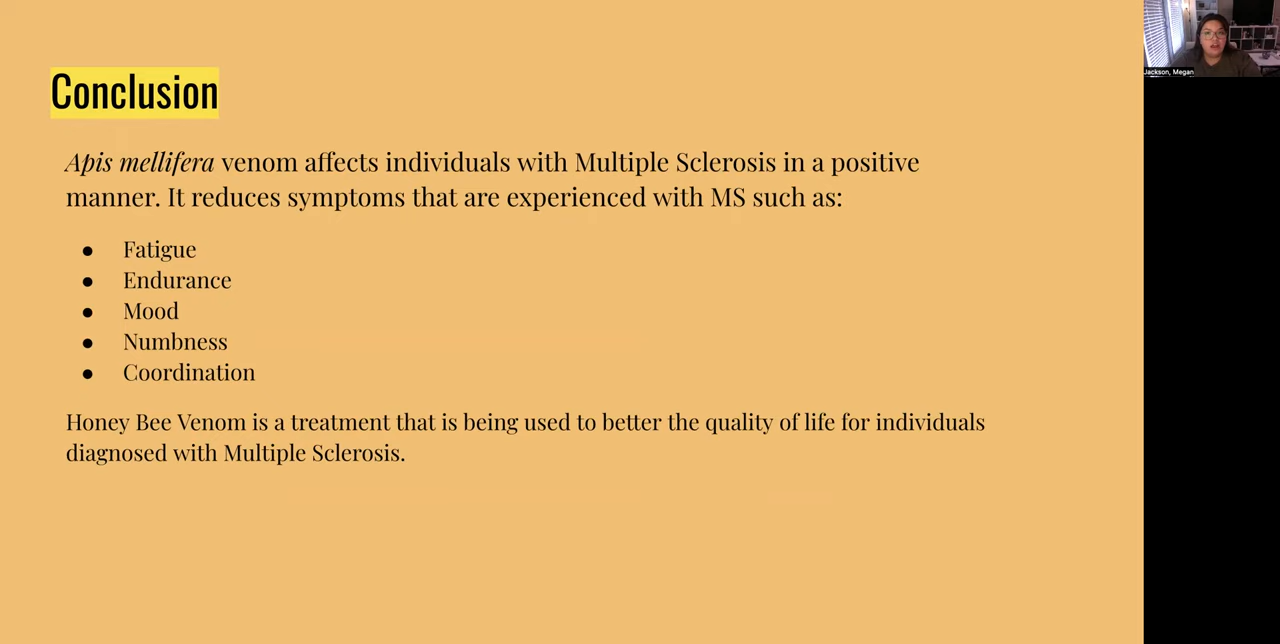 Conclusion
Apis mellifera venom affects individuals with Multiple Sclerosis in a positive
manner. It reduces symptoms that are experienced with MS such as:
● Fatigue
● Endurance
● Mood
● Numbness
● Coordination
Honey Bee Venom is a treatment that is being used to better the quality of life for individuals
diagnosed with Multiple Sclerosis.
Jackson, Megan